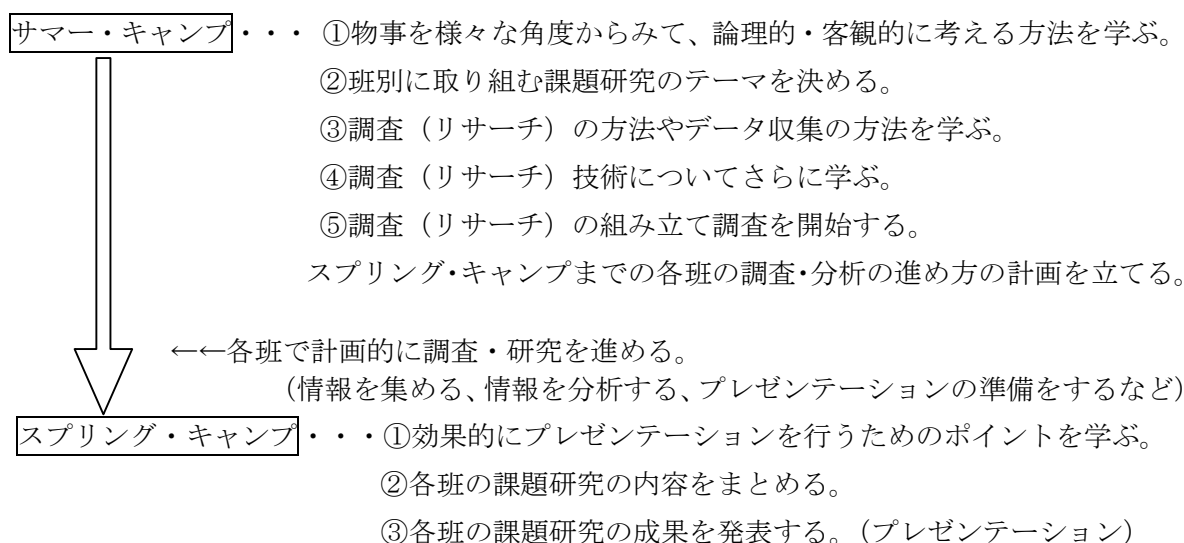 サマー・キャンプ・・・ ①物事を様々な角度からみて、論理的・客観的に考える方法を学ぶ。
②班別に取り組む課題研究のテーマを決める。
③調査（リサーチ）の方法やデータ収集の方法を学ぶ。
④調査（リサーチ）技術についてさらに学ぶ。
⑤調査（リサーチ）の組み立て調査を開始する。
スプリング・キャンプまでの各班の調査・分析の進め方の計画を立てる。
←←各班で計画的に調査・研究を進める。
（情報を集める、情報を分析する、プレゼンテーションの準備をするなど）
スプリング・キャンプ・・・①効果的にプレゼンテーションを行うためのポイントを学ぶ。
②各班の課題研究の内容をまとめる。
③各班の課題研究の成果を発表する。（プレゼンテーション）